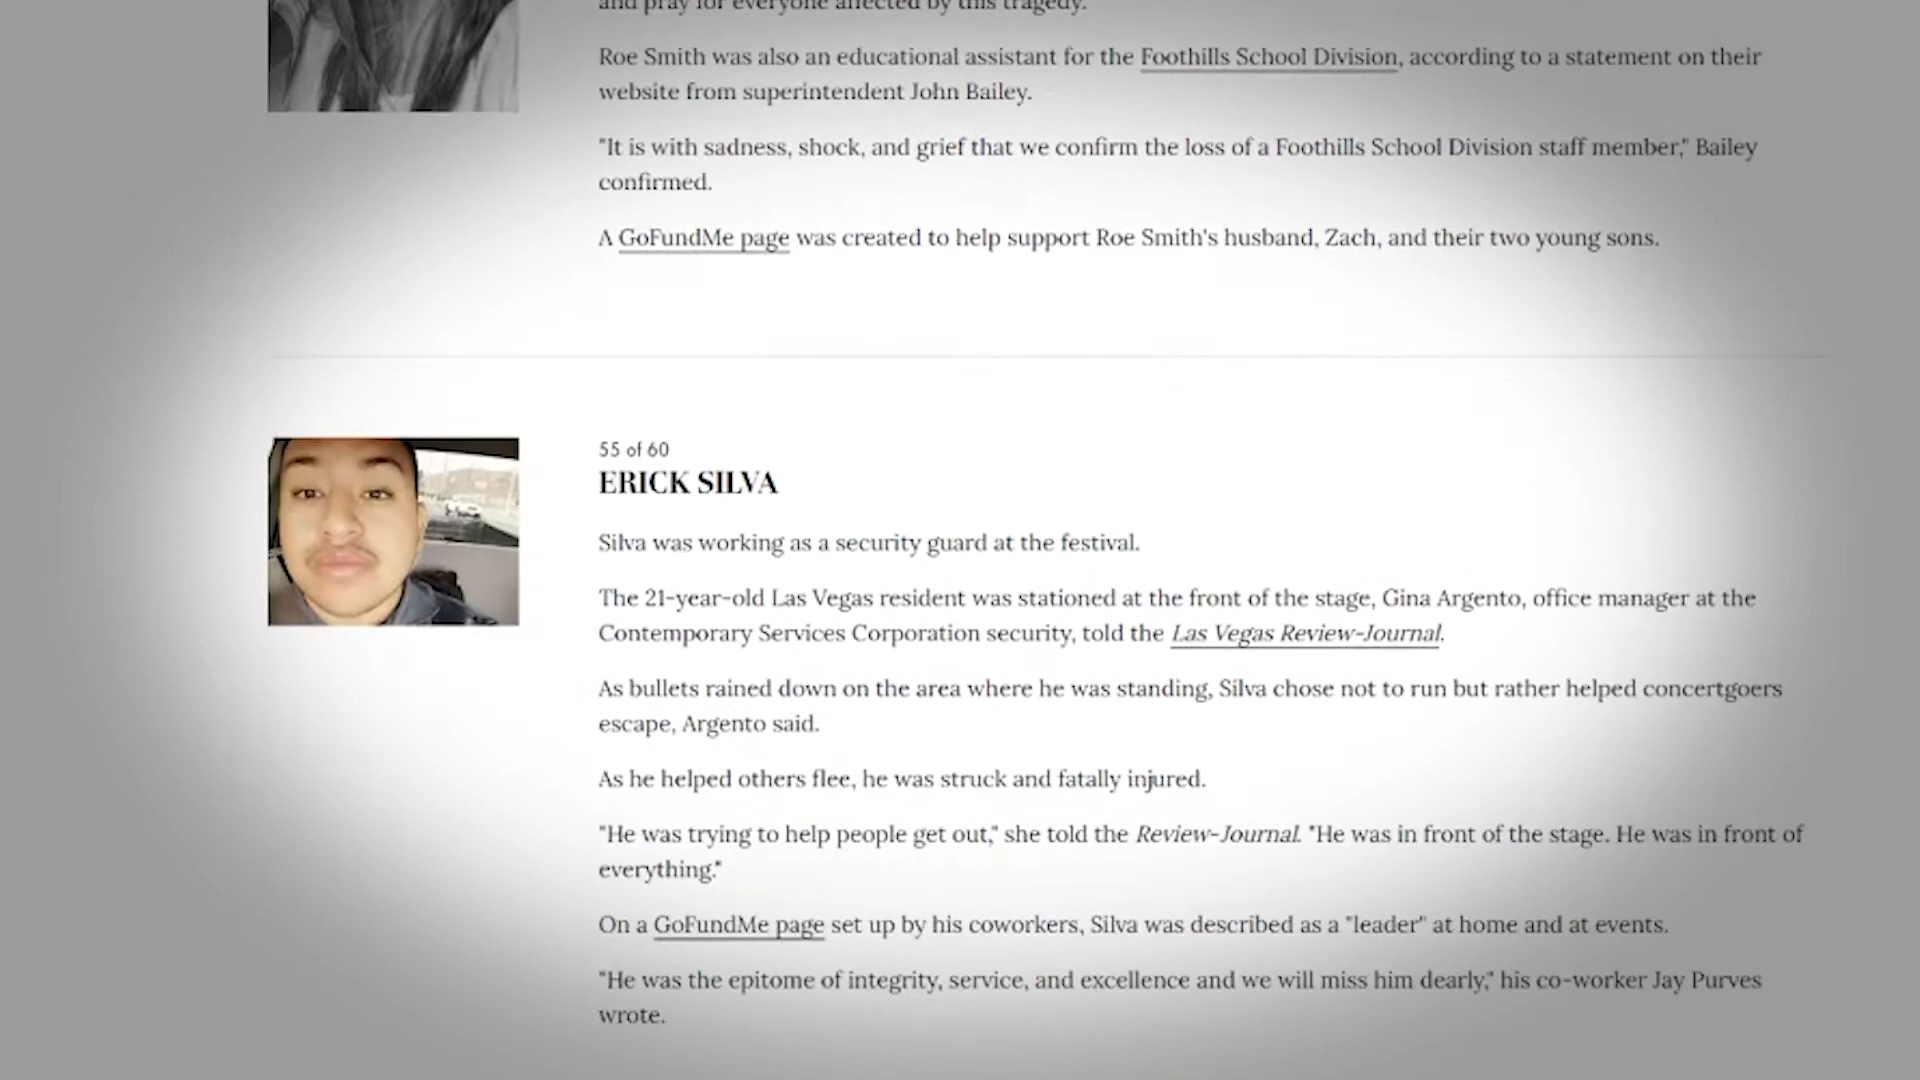 and pray for everyone affected by this tragedy.
Roe Smith was also an educational assistant for the Foothills School Division, according to a statement on their
website from superintendent John Bailey.
"It is with sadness, shock, and grief that we confirm the loss of a Foothills School Division staff member," Bailey
confirmed.
A GoFundMe page was created to help support Roe Smith's husband, Zach, and their two young sons.
55 of 60
ERICK SILVA
Silva was working as a security guard at the festival.
The 21-year-old Las Vegas resident was stationed at the front of the stage, Gina Argento, office manager at the
Contemporary Services Corporation security, told the Las Vegas Review-Journal.
As bullets rained down on the area where he was standing, Silva chose not to run but rather helped concertgoers
escape, Argento said.
As he helped others flee, he was struck and fatally injured.
"He was trying to help people get out," she told the Review-Journal. "He was in front of the stage. He was in front of
everything."
On a GoFundMe page set up by his coworkers, Silva was described as a "leader" at home and at events.
"He was the epitome of integrity, service, and excellence and we will miss him dearly," his co-worker Jay Purves
wrote.